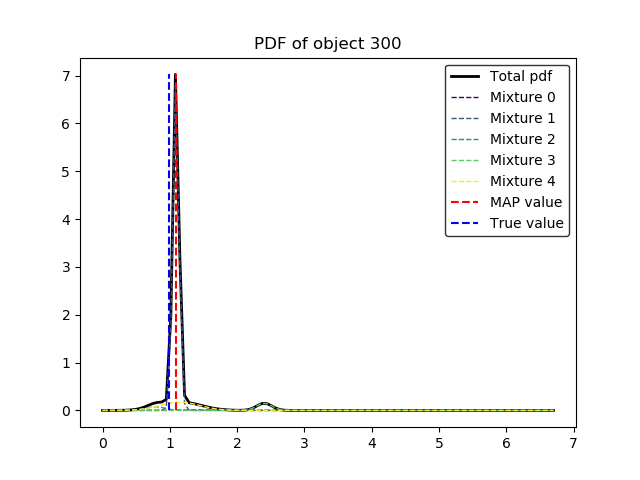 PDF of object 300
7
6
5
4
3
2
1
0
Total pdf
Mixture 0
Mixture 1
Mixture 2
Mixture 3
Mixture 4
MAP value
True value
0 1 2 3 4 5 6 7